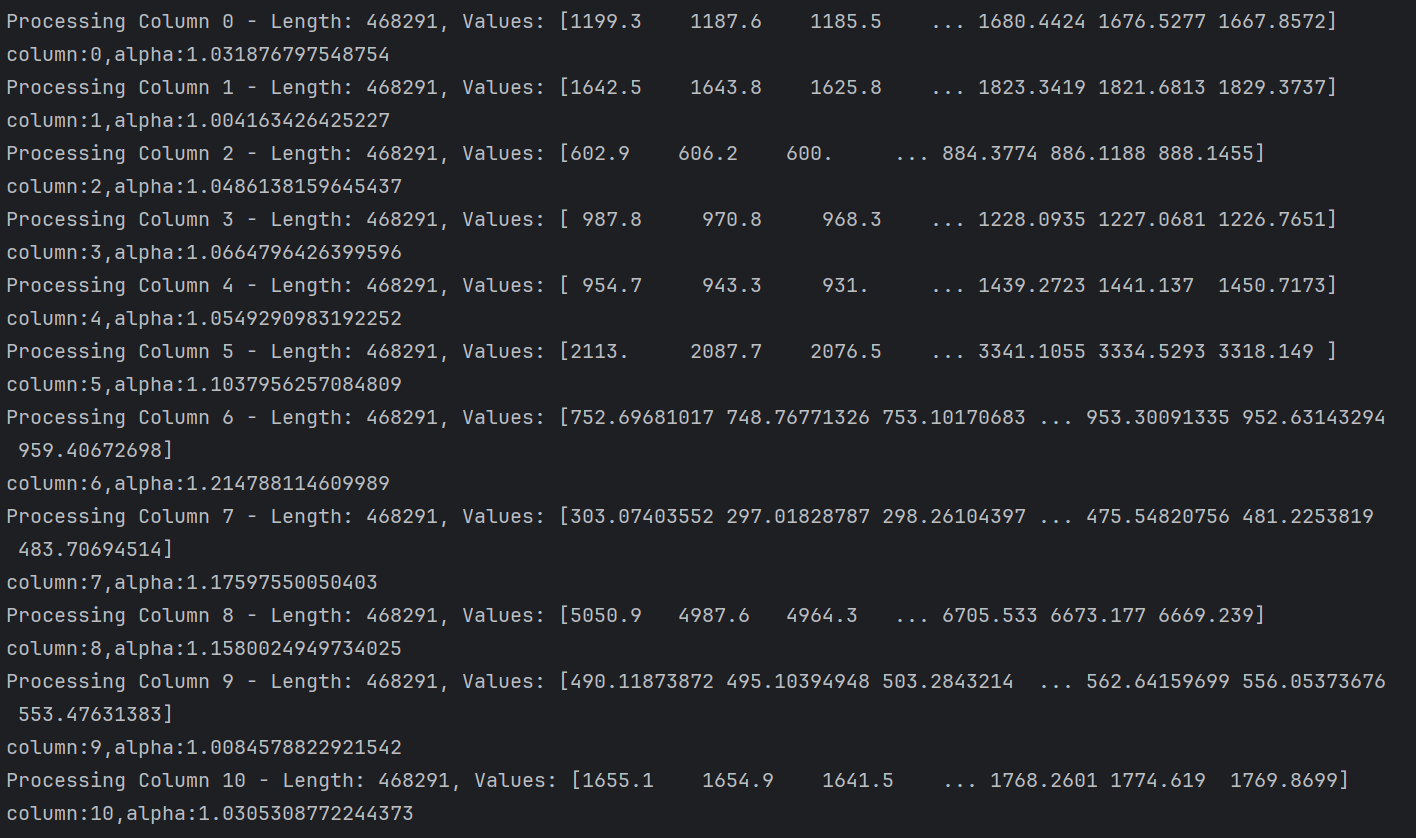 Processing Column 0 - Length: 468291, Values: [1199.3    1187.6    1185.5    ... 1680.4424 1676.5277 1667.8572]
column:0,alpha:1.031876797548754
Processing Column 1 - Length: 468291, Values: [1642.5    1643.8    1625.8    ... 1823.3419 1821.6813 1829.3737]
column:1,alpha:1.004163426425227
Processing Column 2 - Length: 468291, Values: [602.9    606.2    600.     ... 884.3774 886.1188 888.1455]
column:2,alpha:1.0486138159645437
Processing Column 3 - Length: 468291, Values: [ 987.8     970.8     968.3    ... 1228.0935 1227.0681 1226.7651]
column:3,alpha:1.0664796426399596
Processing Column 4 - Length: 468291, Values: [ 954.7     943.3     931.     ... 1439.2723 1441.137  1450.7173]
column:4,alpha:1.0549290983192252
Processing Column 5 - Length: 468291, Values: [2113.     2087.7    2076.5    ... 3341.1055 3334.5293 3318.149 ]
column:5,alpha:1.1037956257084809
Processing Column 6 - Length: 468291, Values: [752.69681017 748.76771326 753.10170683 ... 953.30091335 952.63143294
 959.40672698]
column:6,alpha:1.214788114609989
Processing Column 7 - Length: 468291, Values: [303.07403552 297.01828787 298.26104397 ... 475.54820756 481.2253819
 483.70694514]
column:7,alpha:1.17597550050403
Processing Column 8 - Length: 468291, Values: [5050.9   4987.6   4964.3   ... 6705.533 6673.177 6669.239]
column:8,alpha:1.1580024949734025
Processing Column 9 - Length: 468291, Values: [490.11873872 495.10394948 503.2843214  ... 562.64159699 556.05373676
 553.47631383]
column:9,alpha:1.0084578822921542
Processing Column 10 - Length: 468291, Values: [1655.1    1654.9    1641.5    ... 1768.2601 1774.619  1769.8699]
column:10,alpha:1.0305308772244373